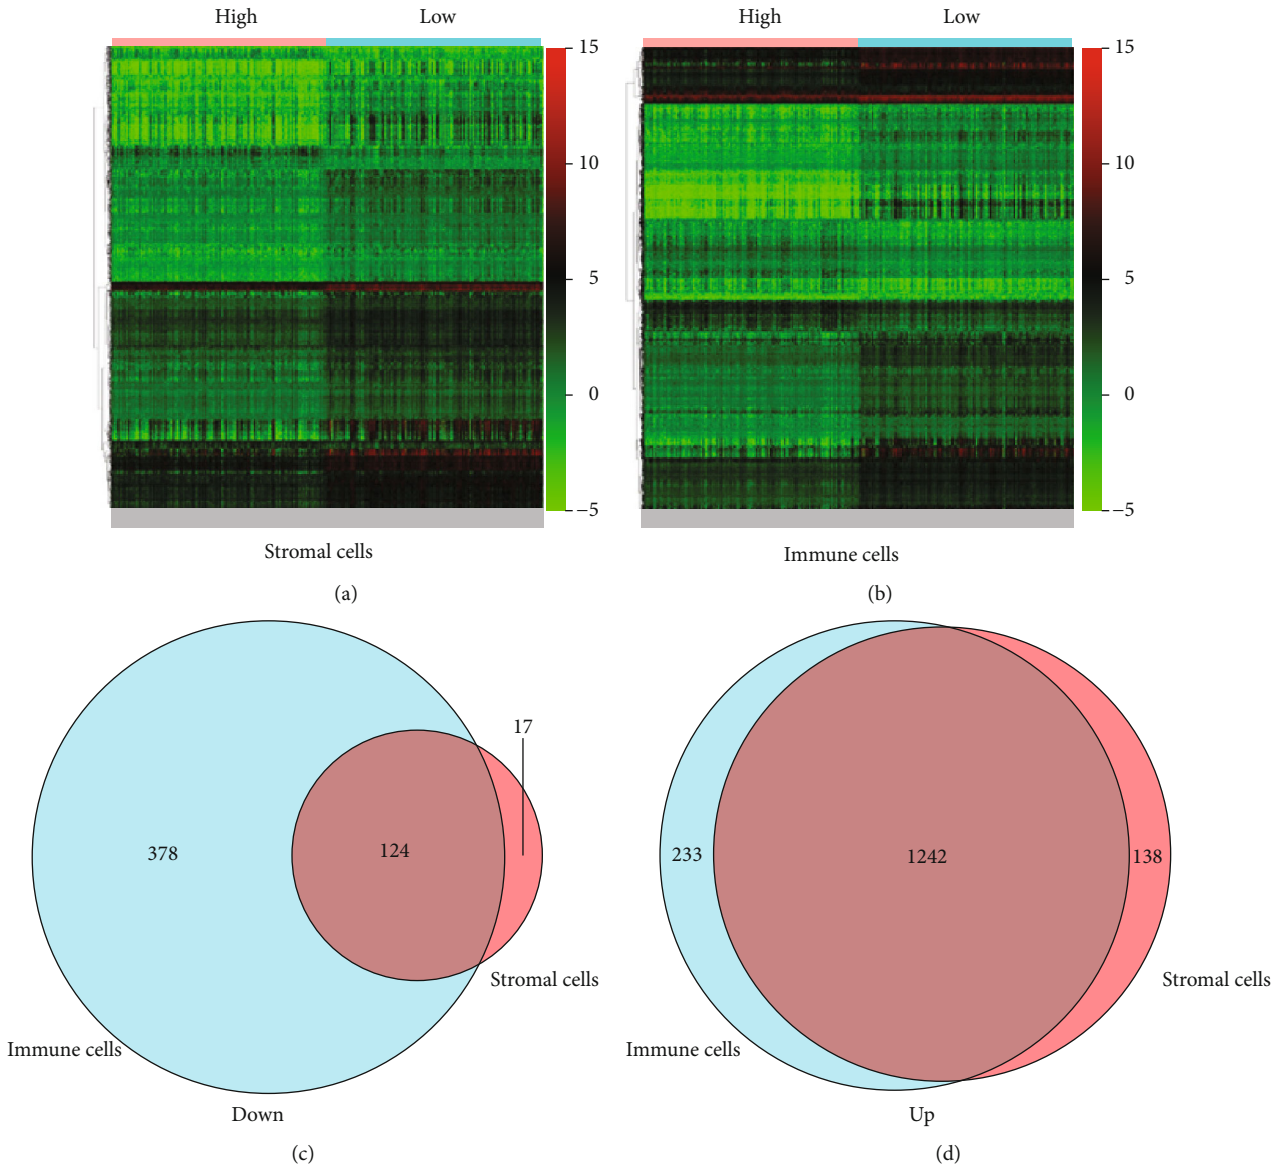 High Low
15
10
5
0
−5
Stromal cells
(a)
High Low
15
10
5
0
−5
Immune cells
(b)
17
378
124
Stromal cells
Immune cells
Down
(c)
233
1242
138
Stromal cells
Immune cells
Up
(d)